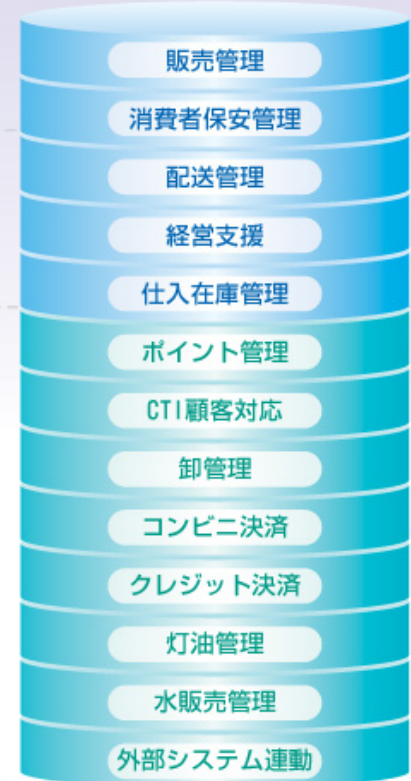 販売管理
消費者保安管理
配送管理
経営支援
仕入在庫管理
ポイント管理
CTI顧客対応
卸管理
コンビニ決済
クレジット決済
灯油管理
水販売管理
外部システム連動